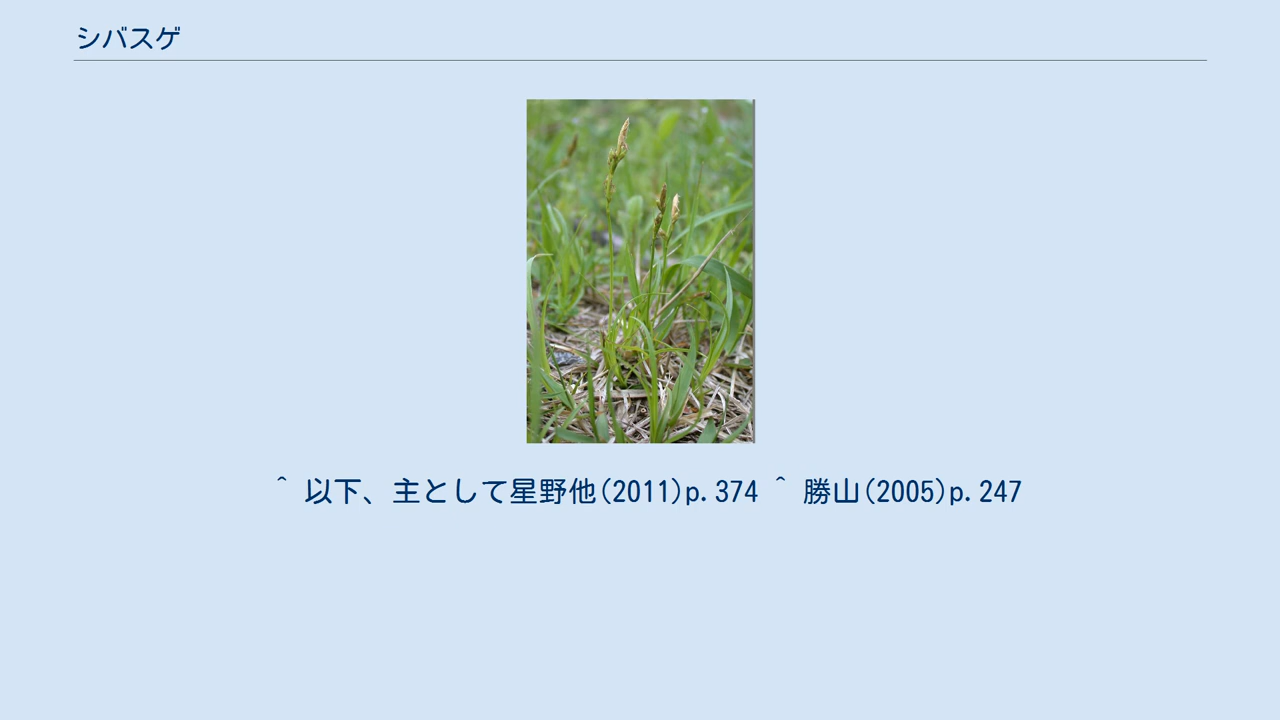 シバスゲ
^ 以下、主として星野他(2011)p.374 ^ 勝山(2005)p.247